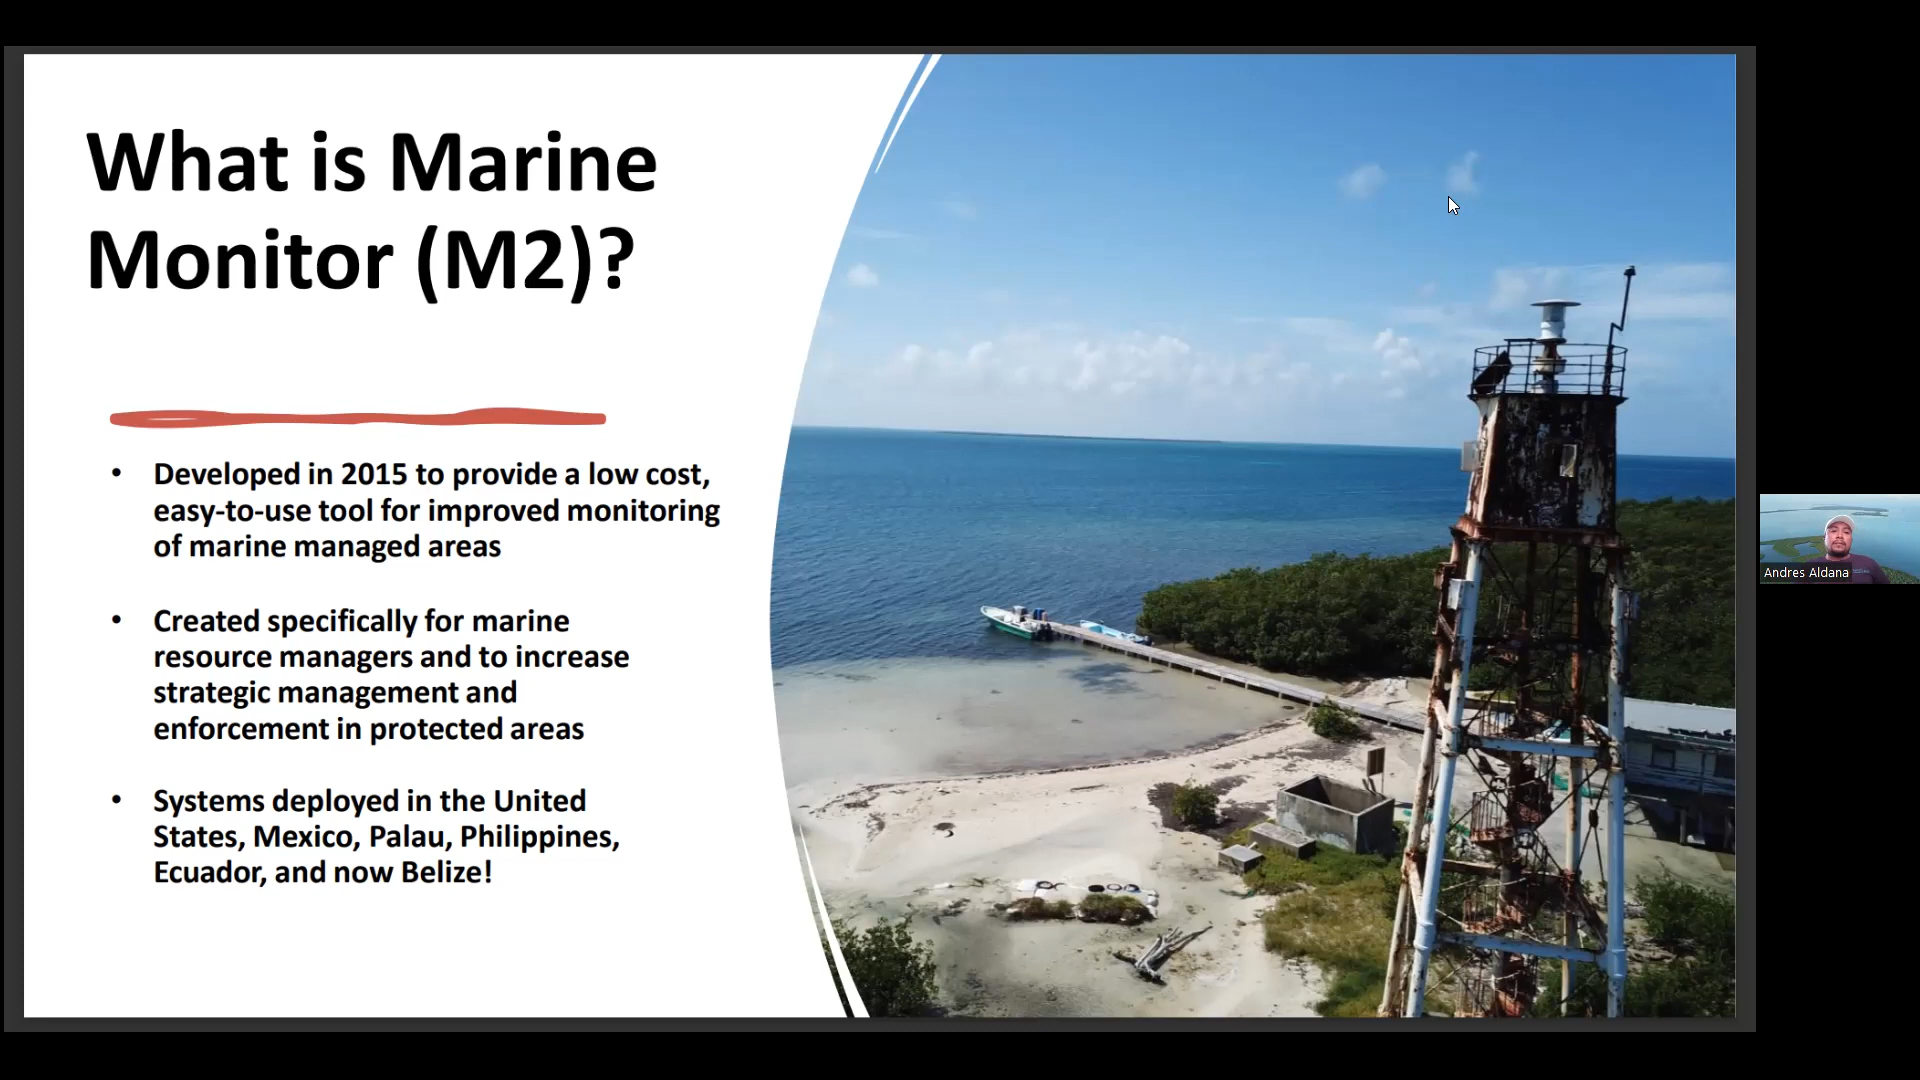 What is Marine
Monitor (M2)?
• Developed in 2015 to provide a low cost,
easy-to-use tool for improved monitoring
of marine managed areas
• Created specifically for marine
resource managers and to increase
strategic management and
enforcement in protected areas
• Systems deployed in the United
States, Mexico, Palau, Philippines,
Ecuador, and now Belize!
Andres Aldana